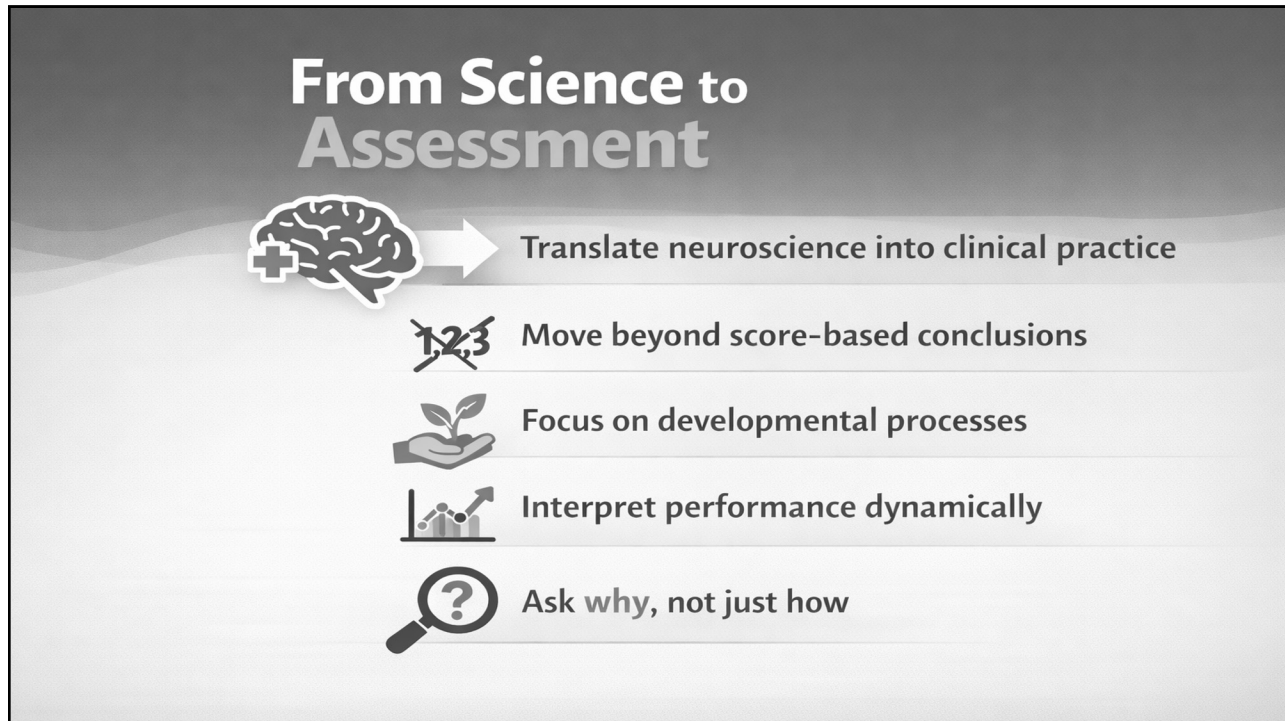 From Science to
Assessment
Translate neuroscience into clinical practice
1,2,3
Move beyond score-based conclusions
Focus on developmental processes
Interpret performance dynamically
?
Ask why, not just how